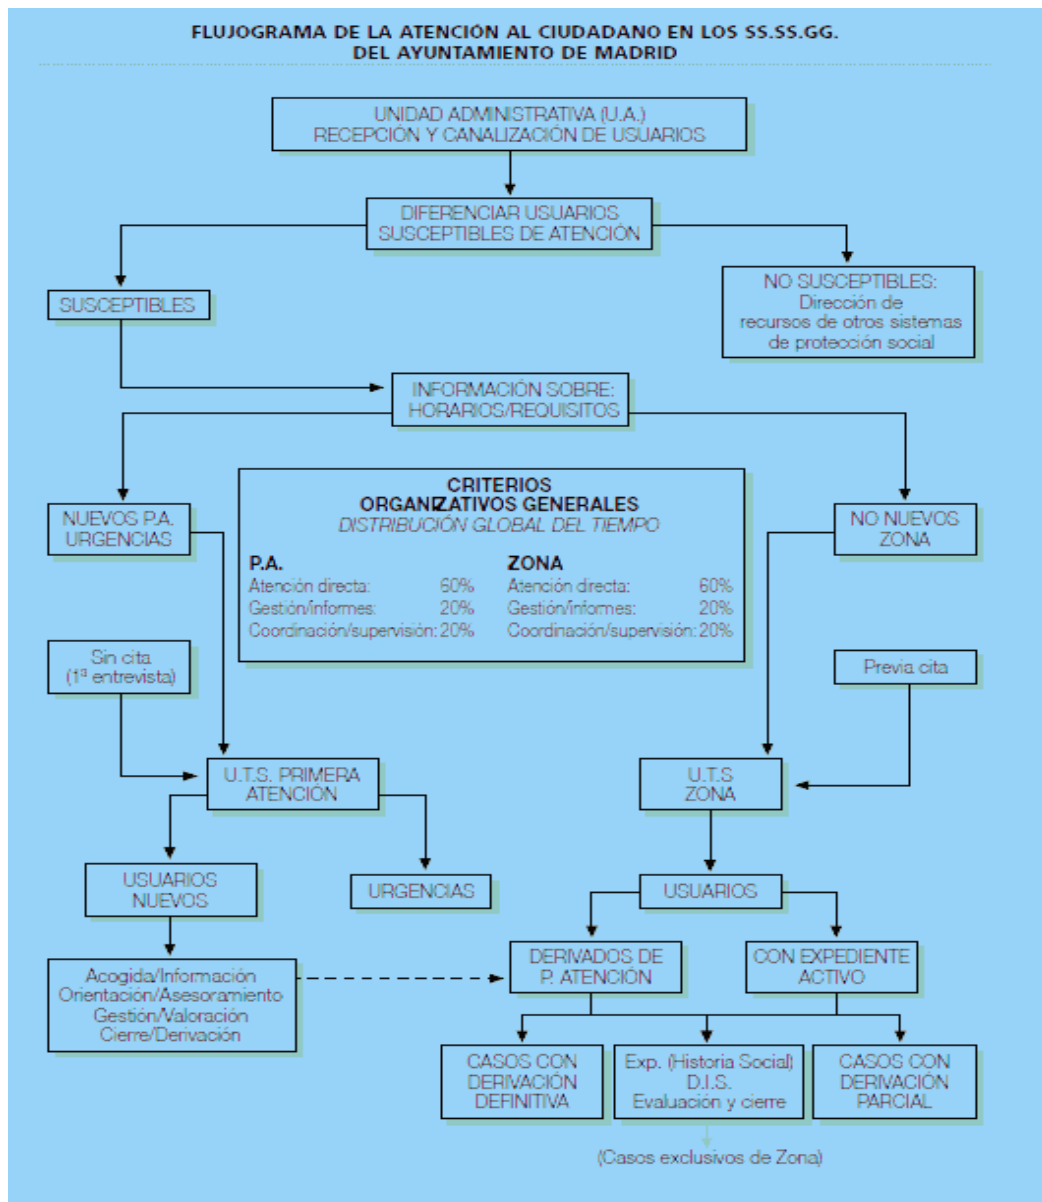 FLUJOGRAMA DE LA ATENCIÓN AL CIUDADANO EN LOS SS.SS.GG.
DEL AYUNTAMIENTO DE MADRID
UNIDAD ADMINISTRATIVA (U.A.)
RECEPCIÓN Y CANALIZACIÓN DE USUARIOS
DIFERENCIAR USUARIOS
SUSCEPTIBLES DE ATENCIÓN
SUSCEPTIBLES
NO SUSCEPTIBLES:
Dirección de
recursos de otros sistemas
de protección social
INFORMACIÓN SOBRE:
HORARIOS/REQUISITOS
NUEVOS P.A.
URGENCIAS
CRITERIOS
ORGANIZATIVOS GENERALES
DISTRIBUCIÓN GLOBAL DEL TIEMPO
P.A.
Atención directa: 60%
Gestión/informes: 20%
Coordinación/supervisión: 20%
ZONA
Atención directa: 60%
Gestión/informes: 20%
Coordinación/supervisión: 20%
NO NUEVOS
ZONA
Sin cita
(1ª entrevista)
Previa cita
U.T.S. PRIMERA
ATENCIÓN
U.T.S
ZONA
USUARIOS
NUEVOS
URGENCIAS
USUARIOS
Acogida/Información
Orientación/Asesoramiento
Gestión/Valoración
Cierre/Derivación
DERIVADOS DE
P. ATENCIÓN
CON EXPEDIENTE
ACTIVO
CASOS CON
DERIVACIÓN
DEFINITIVA
Exp. (Historia Social)
D.I.S.
Evaluación y cierre
CASOS CON
DERIVACIÓN
PARCIAL
(Casos exclusivos de Zona)